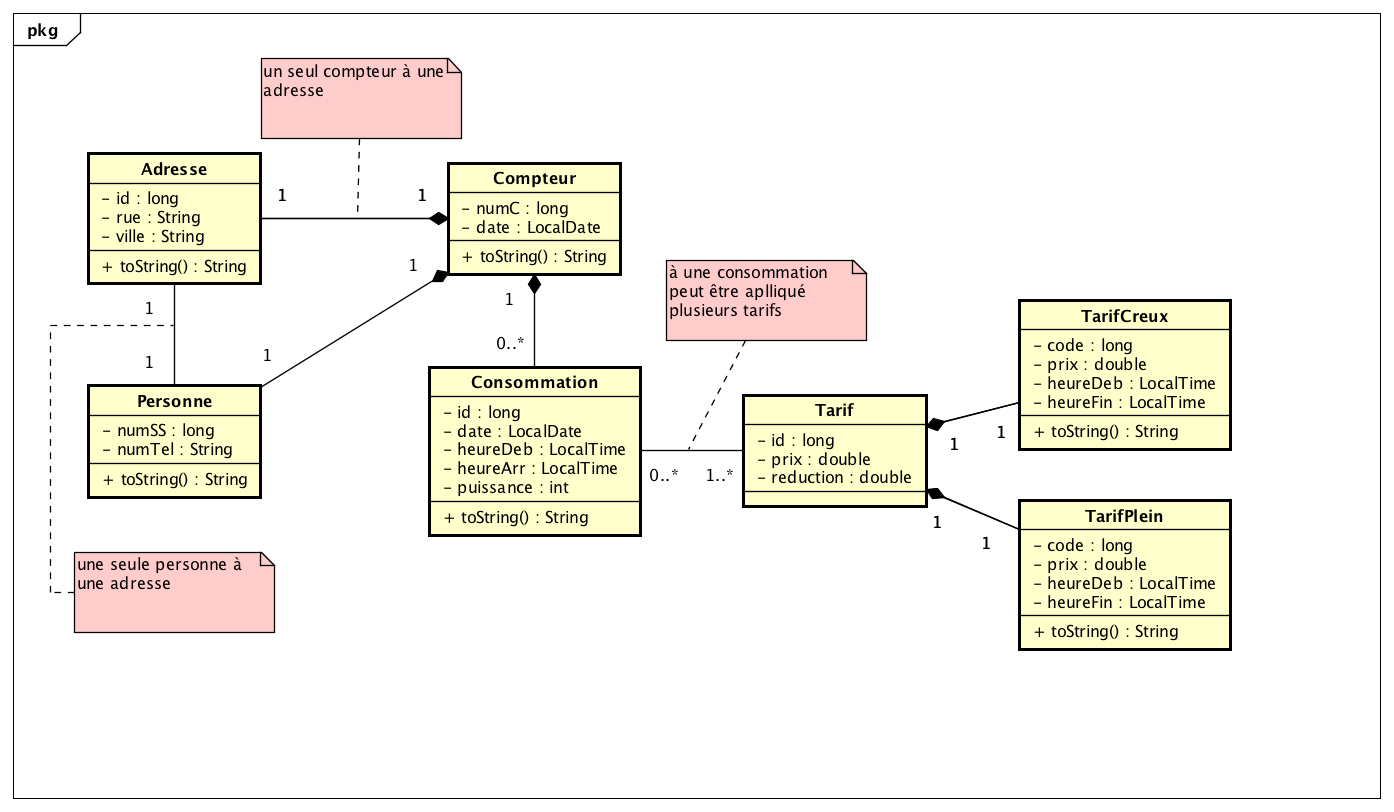 pkg
un seul compteur à une
adresse
Adresse
– id : long
– rue : String
– ville : String
+ toString() : String
1
1
Compteur
– numC : long
– date : LocalDate
+ toString() : String
1
1
1
1
1
0..*
à une consommation
peut être aplliqué
plusieurs tarifs
Personne
– numSS : long
– numTel : String
+ toString() : String
Consommation
– id : long
– date : LocalDate
– heureDeb : LocalTime
– heureArr : LocalTime
– puissance : int
+ toString() : String
0..*
1..*
Tarif
– id : long
– prix : double
– reduction : double
1
1
1
1
TarifCreux
– code : long
– prix : double
– heureDeb : LocalTime
– heureFin : LocalTime
+ toString() : String
TarifPlein
– code : long
– prix : double
– heureDeb : LocalTime
– heureFin : LocalTime
+ toString() : String
une seule personne à
une adresse